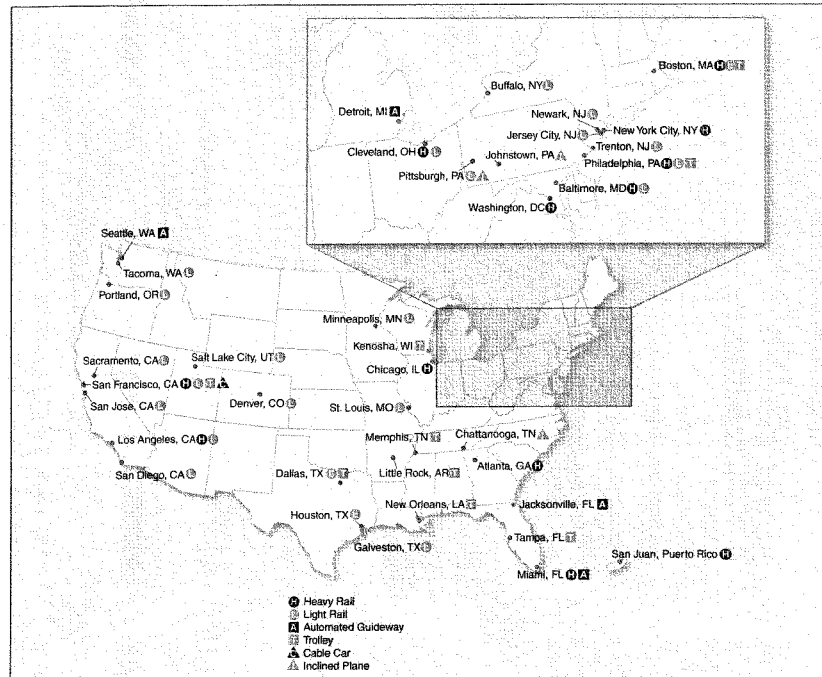 Boston, MA H L T
Buffalo, NY L
Detroit, MI A
Newark, NJ L
New York City, NY H
Jersey City, NJ L
Trenton, NJ L
Cleveland, OH H L
Johnstown, PA
Philadelphia, PA H L T
Pittsburgh, PA L
Baltimore, MD H L
Washington, DC H
Seattle, WA A
Tacoma, WA L
Portland, OR L
Minneapolis, MN L
Kenosha, WI T
Sacramento, CA L
Salt Lake City, UT L
Chicago, IL H
San Francisco, CA H L T
San Jose, CA L
Denver, CO L
St. Louis, MO L
Los Angeles, CA H L
Memphis, TN T
Chattanooga, TN
San Diego, CA L
Dallas, TX L T
Little Rock, AR T
Atlanta, GA H
New Orleans, LA T
Jacksonville, FL A
Houston, TX L
Tampa, FL T
Galveston, TX L
San Juan, Puerto Rico H
Miami, FL H A
H Heavy Rail
L Light Rail
A Automated Guideway
T Trolley
Cable Car
Inclined Plane